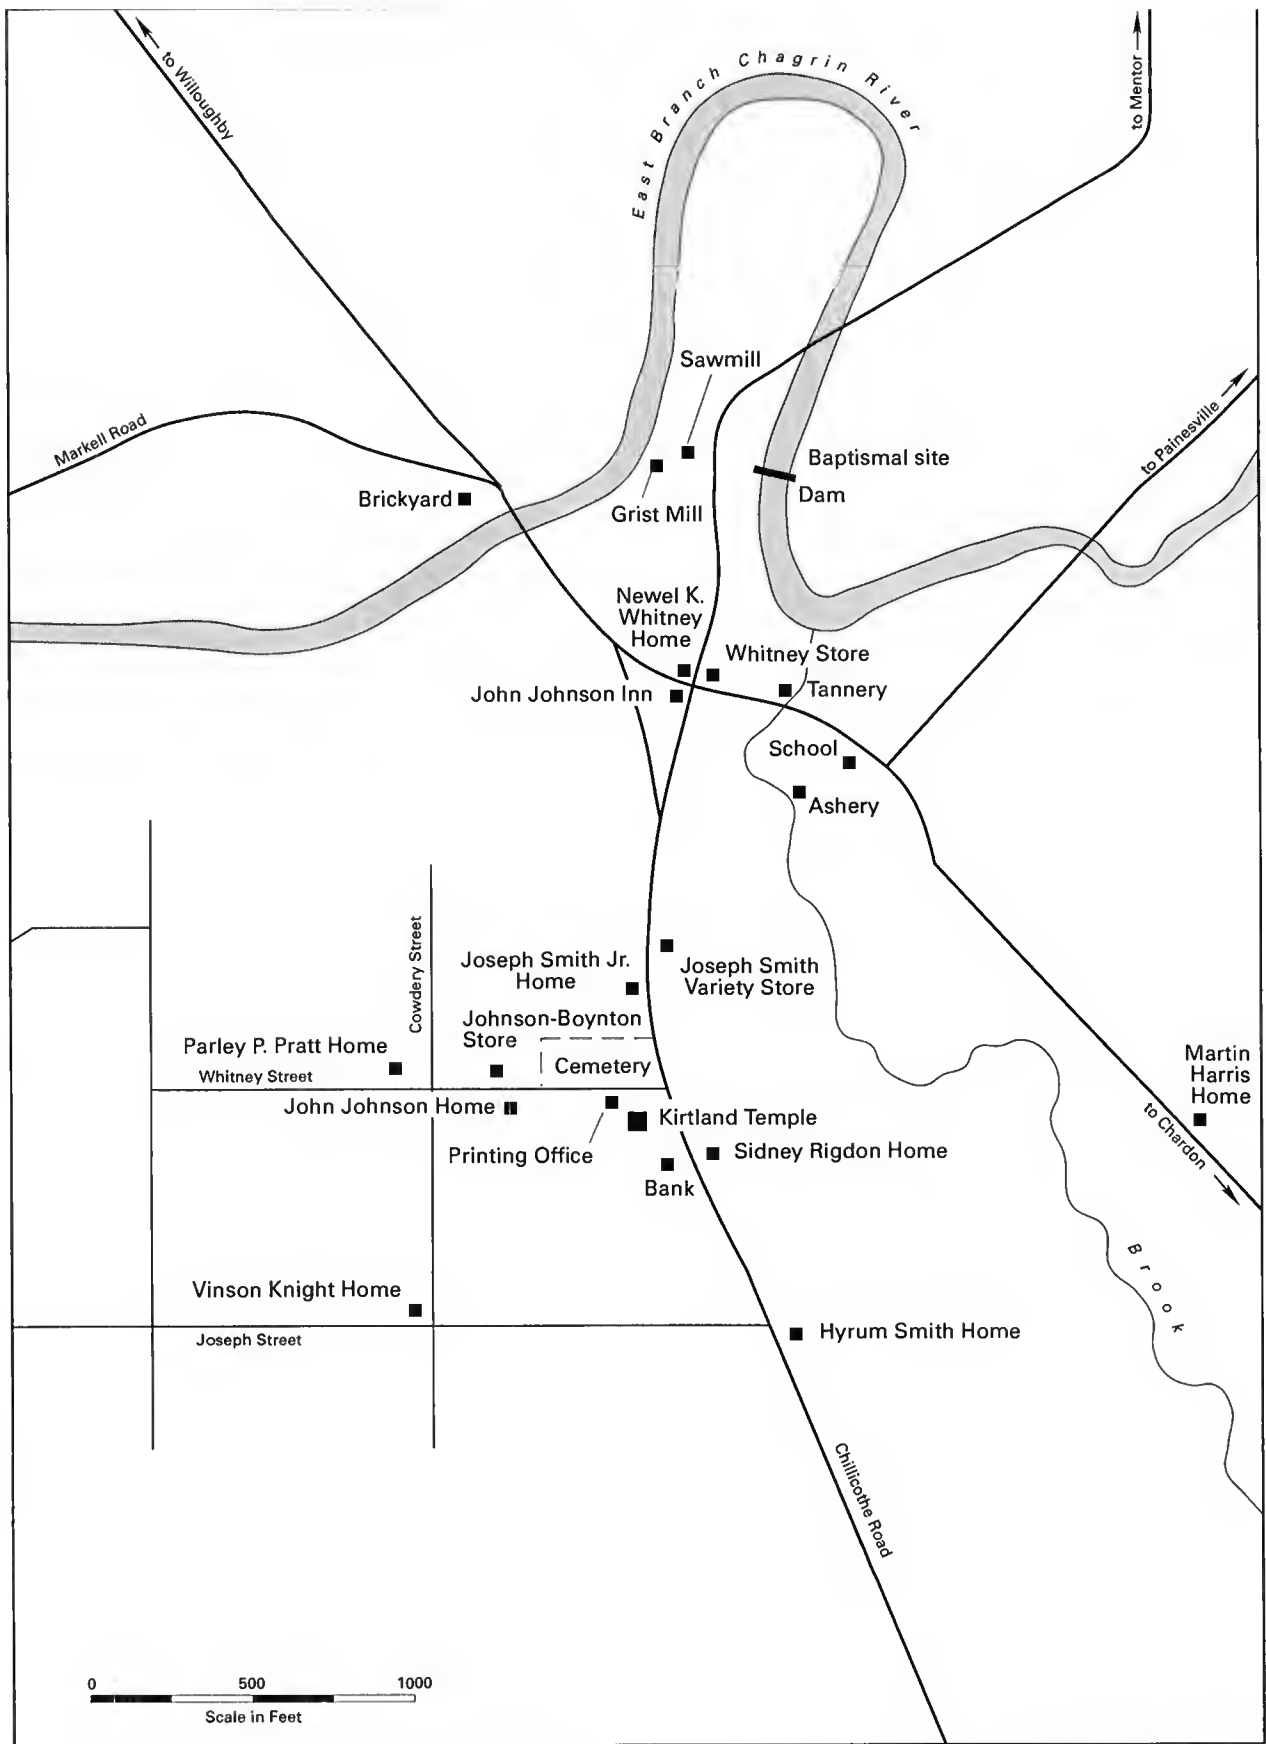 to Willoughby
East Branch Chagrin River
to Mentor
Sawmill
Markell Road
to Painesville
Baptismal site
Brickyard
Dam
Grist Mill
Newel K.
Whitney
Home
Whitney Store
John Johnson Inn
Tannery
School
Ashery
Cowdery Street
Joseph Smith Jr.
Home
Joseph Smith
Variety Store
Johnson-Boynton
Store
Parley P. Pratt Home
Cemetery
Whitney Street
Martin
Harris
Home
John Johnson Home
Kirtland Temple
to Chardon
Printing Office
Sidney Rigdon Home
Bank
Brook
Vinson Knight Home
Joseph Street
Hyrum Smith Home
Chillicothe Road
0 500 1000
Scale in Feet